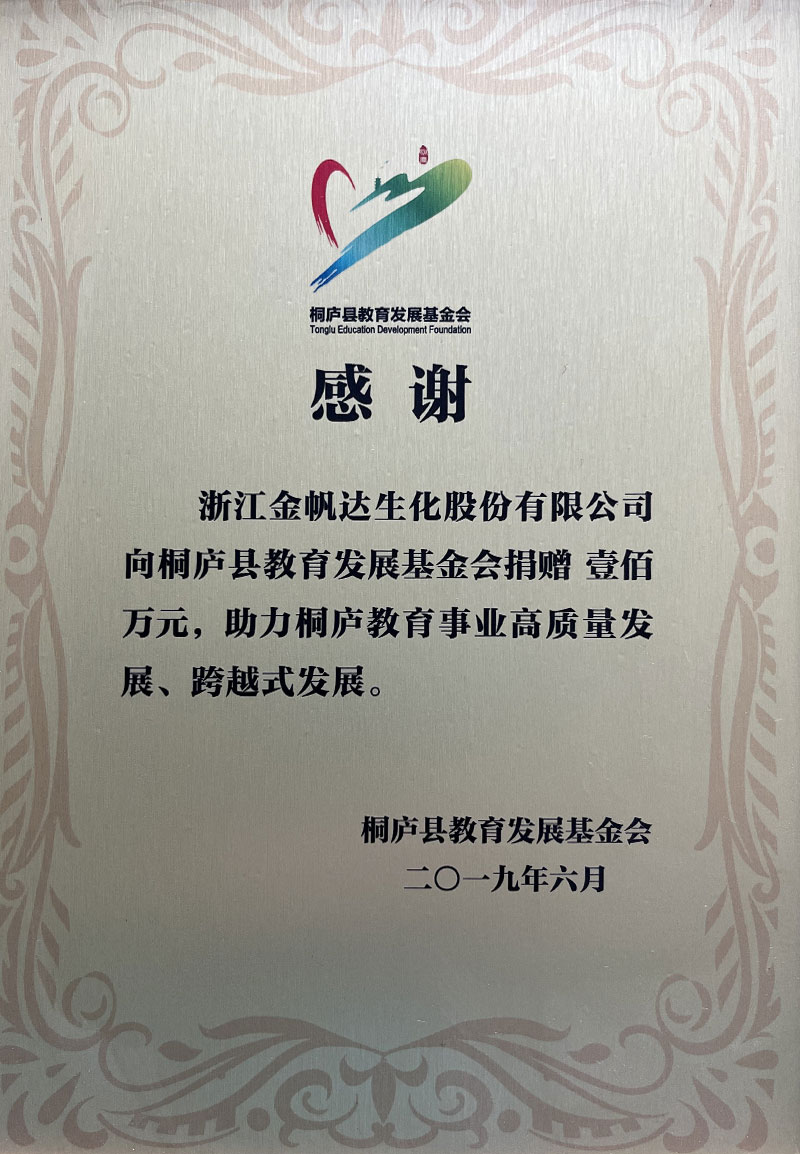 桐庐县教育发展基金会
Tonglu Education Development Foundation
感谢
浙江金帆达生化股份有限公司
向桐庐县教育发展基金会捐赠 壹佰
万元，助力桐庐教育事业高质量发
展、跨越式发展。
桐庐县教育发展基金会
二〇一九年六月